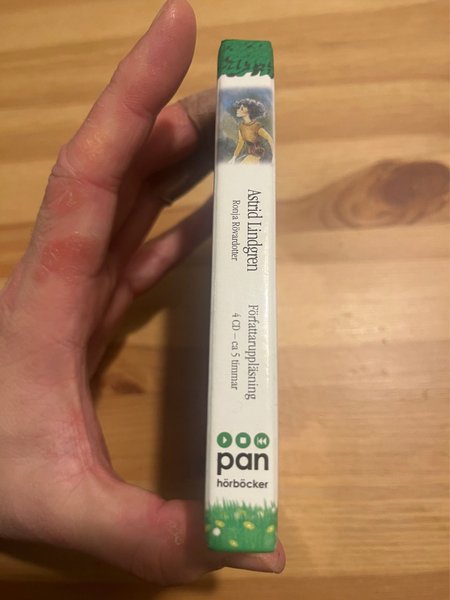 Astrid Lindgren
Ronja Rövardotter
Författaruppläsning
4 CD – ca 5 timmar
pan
hörböcker